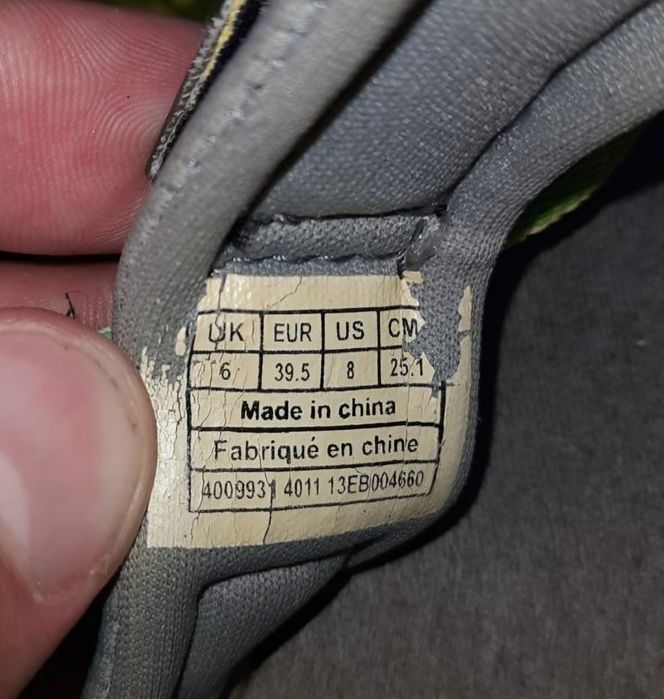 UK EUR US CM
6 39.5 8 25.1
Made in china
Fabriqué en chine
4009931 4011 13EB004660